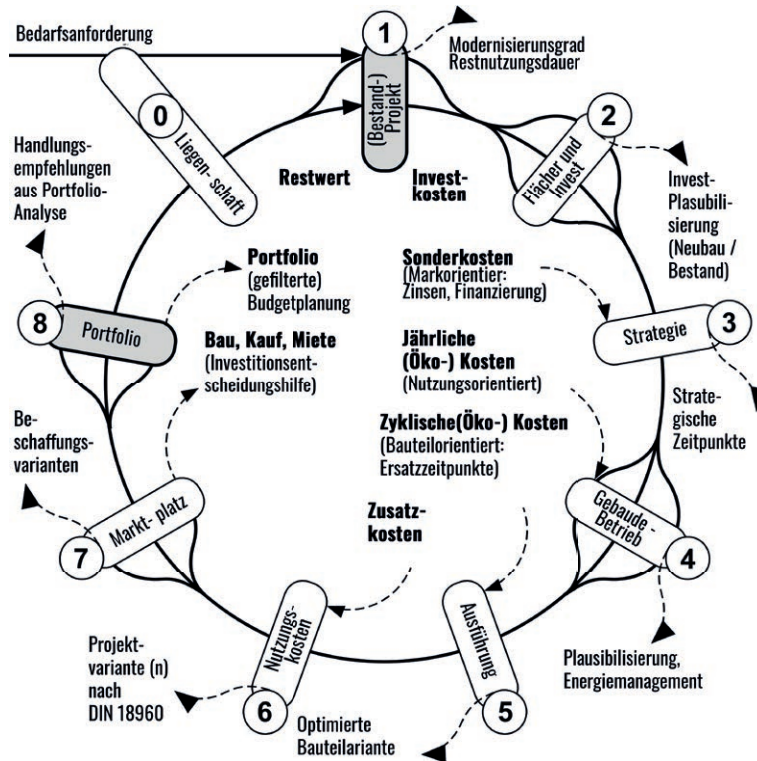 Bedarfsanforderung
1
(Bestand-)
Projekt
Modernisierunsgrad
Restnutzungsdauer
0
Liegen- schaft
2
Flächer und
Invest
Handlungs-
empfehlungen
aus Portfolio-
Analyse
Restwert
Invest-
kosten
Invest-
Plasubili-
sierung
(Neubau /
Bestand)
Portfolio
(gefilterte)
Budgetplanung
Sonderkosten
(Markorientier:
Zinsen, Finanzierung)
8
Portfolio
Strategie
3
Bau, Kauf, Miete
(Investitionsent-
scheidungshilfe)
Jährliche
(Öko-) Kosten
(Nutzungsorientiert)
Strate-
gische
Zeitpunkte
Be-
schaffungs-
varianten
Zyklische(Öko-) Kosten
(Bauteilorientiert:
Ersatzzeitpunkte)
7
Markt- platz
Zusatz-
kosten
Gebäude -
Betrieb
4
Projekt-
variante (n)
nach
DIN 18960
Nutzungs-
kosten
6
Ausführung
5
Plausibilisierung,
Energiemanagement
Optimierte
Bauteilariante